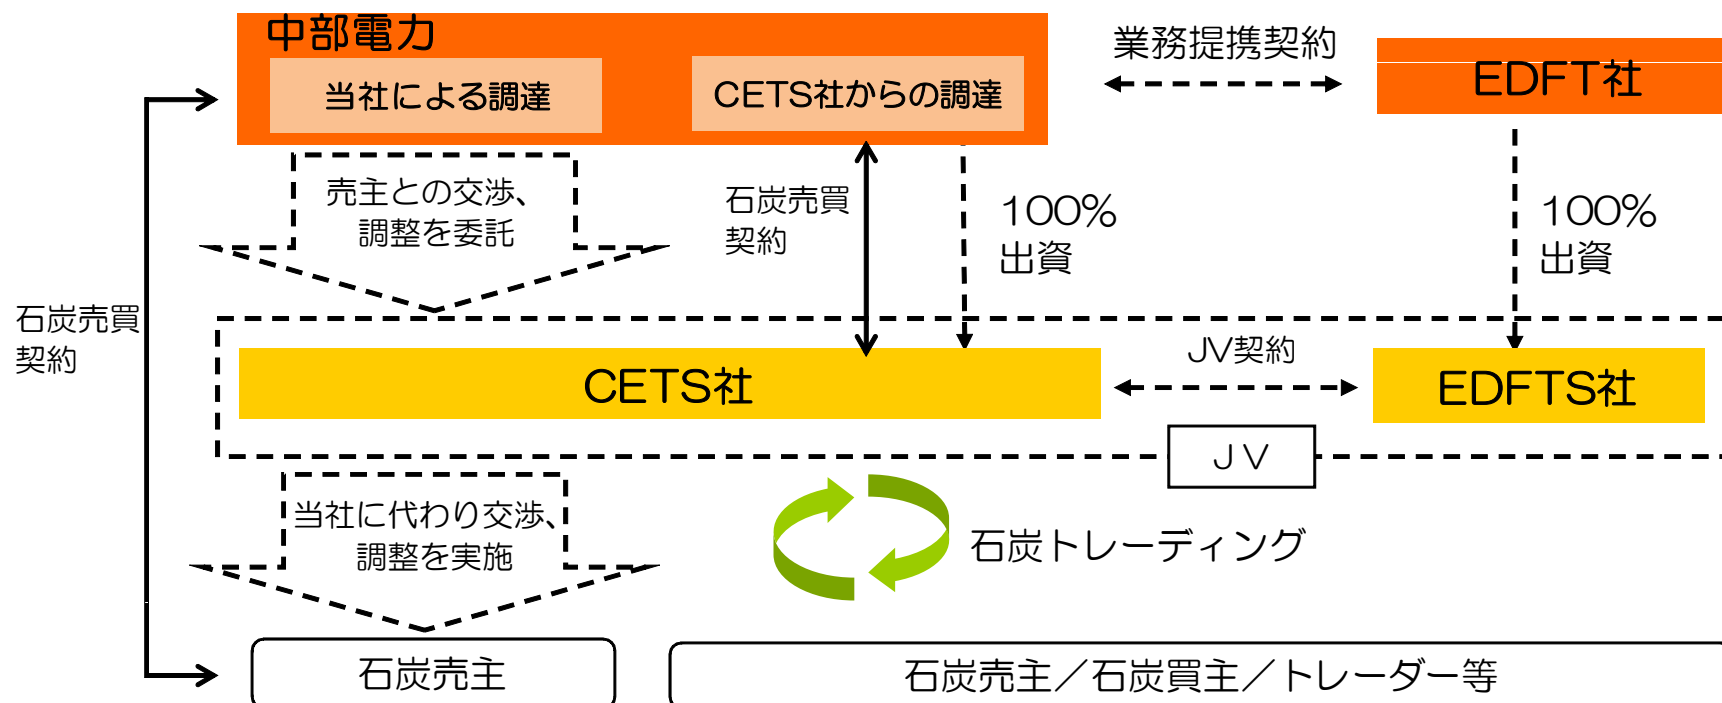 中部電力
当社による調達
CETS社からの調達
業務提携契約
EDFT社
売主との交渉、
調整を委託
石炭売買
契約
100%
出資
100%
出資
石炭売買
契約
CETS社
JV契約
EDFTS社
JV
当社に代わり交渉、
調整を実施
石炭トレーディング
石炭売主
石炭売主／石炭買主／トレーダー等